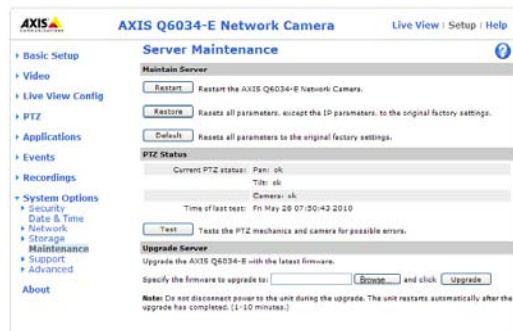 AXIS
COMMUNICATIONS
AXIS Q6034-E Network Camera
Live View | Setup | Help
Basic Setup
Video
Live View Config
PTZ
Applications
Events
Recordings
System Options
Security
Date & Time
Network
Storage
Maintenance
Support
Advanced
About
Server Maintenance
?
Maintain Server
Restart Restart the AXIS Q6034-E Network Camera.
Restore Resets all parameters, except the IP parameters, to the original factory settings.
Default Resets all parameters to the original factory settings.
PTZ Status
Current PTZ status: Pan: ok
Tilt: ok
Camera: ok
Time of last test: Fri May 28 07:50:43 2010
Test Tests the PTZ mechanics and camera for possible errors.
Upgrade Server
Upgrade the AXIS Q6034-E with the latest firmware.
Specify the firmware to upgrade to: Browse... and click Upgrade
Note: Do not disconnect power to the unit during the upgrade. The unit restarts automatically after the
upgrade has completed. (1-10 minutes.)